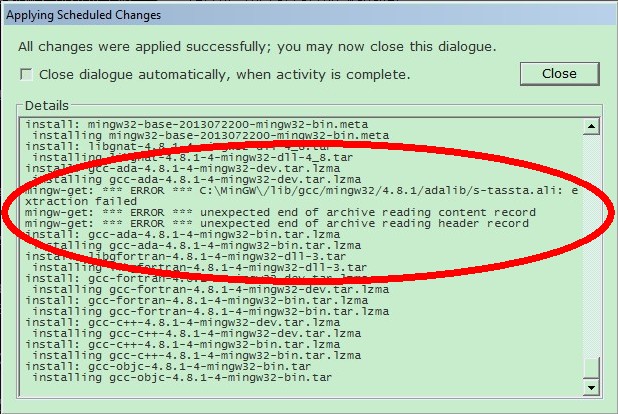 Applying Scheduled Changes
All changes were applied successfully; you may now close this dialogue.
Close dialogue automatically, when activity is complete.
Close
Details
install: mingw32-base-2013072200-mingw32-bin.meta
installing mingw32-base-2013072200-mingw32-bin.meta
install: libgnat-4.8.1-4-mingw32-dll-4_8.tar
installing libgnat-4.8.1-4-mingw32-dll-4_8.tar
install: gcc-ada-4.8.1-4-mingw32-dev.tar.lzma
installing gcc-ada-4.8.1-4-mingw32-dev.tar.lzma
mingw-get: *** ERROR *** C:\MinGW\/lib/gcc/mingw32/4.8.1/adalib/s-tassta.ali: e
xtraction failed
mingw-get: *** ERROR *** unexpected end of archive reading content record
mingw-get: *** ERROR *** unexpected end of archive reading header record
install: gcc-ada-4.8.1-4-mingw32-bin.tar.lzma
installing gcc-ada-4.8.1-4-mingw32-bin.tar.lzma
install: libgfortran-4.8.1-4-mingw32-dll-3.tar
installing libgfortran-4.8.1-4-mingw32-dll-3.tar
install: gcc-fortran-4.8.1-4-mingw32-dev.tar.lzma
installing gcc-fortran-4.8.1-4-mingw32-dev.tar.lzma
install: gcc-fortran-4.8.1-4-mingw32-bin.tar.lzma
installing gcc-fortran-4.8.1-4-mingw32-bin.tar.lzma
install: gcc-c++-4.8.1-4-mingw32-dev.tar.lzma
installing gcc-c++-4.8.1-4-mingw32-dev.tar.lzma
install: gcc-c++-4.8.1-4-mingw32-bin.tar.lzma
installing gcc-c++-4.8.1-4-mingw32-bin.tar.lzma
install: gcc-objc-4.8.1-4-mingw32-bin.tar
installing gcc-objc-4.8.1-4-mingw32-bin.tar